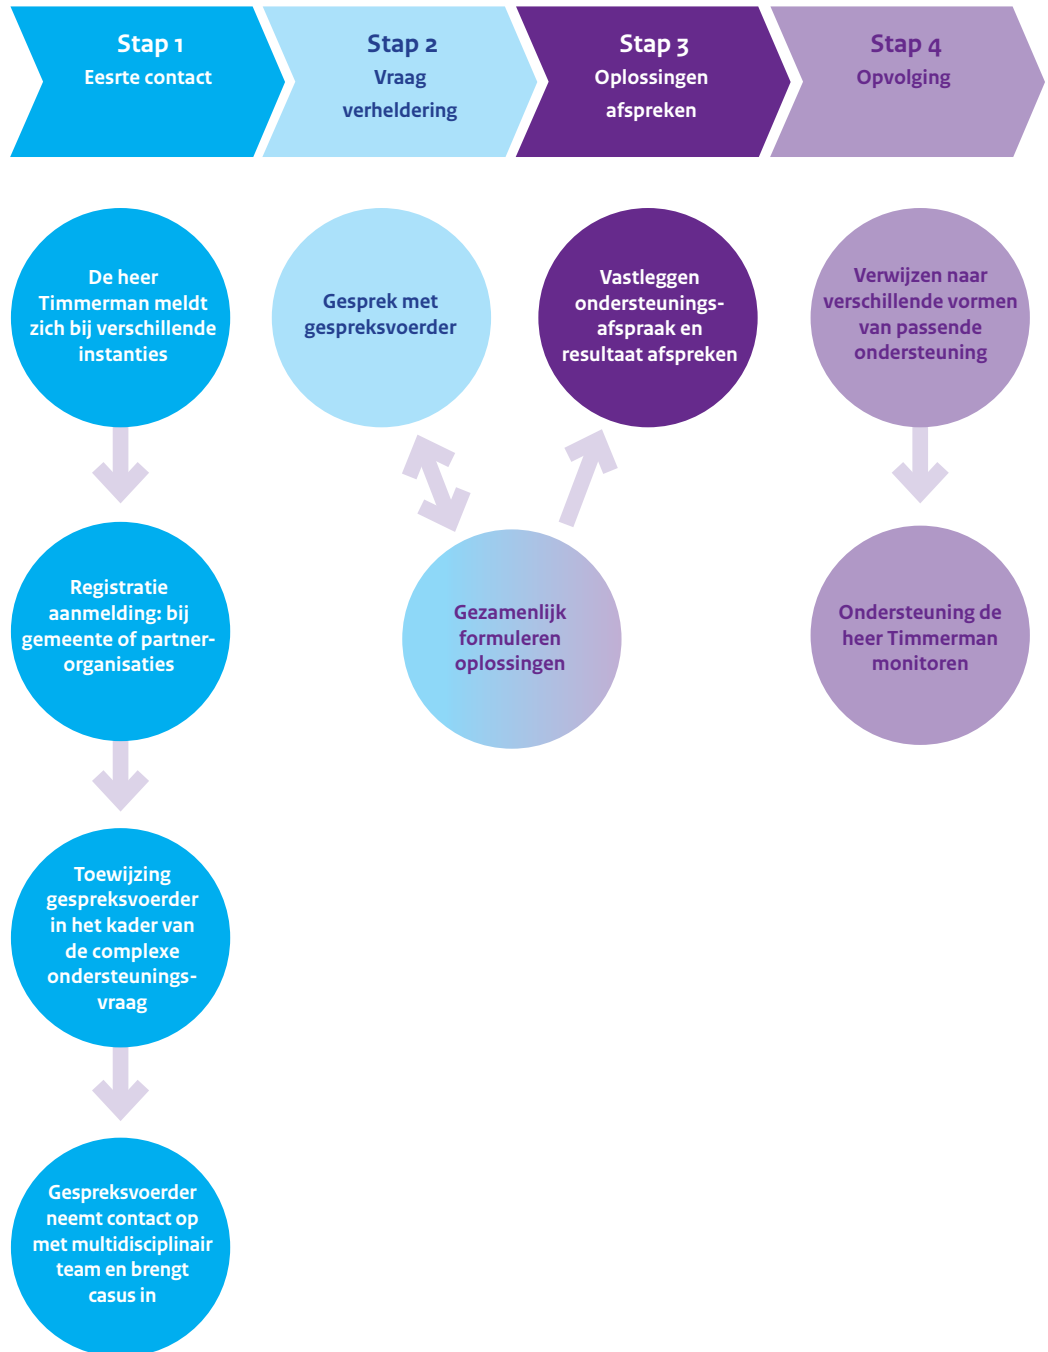 Stap 1
Eesrte contact
Stap 2
Vraag
verheldering
Stap 3
Oplossingen
afspreken
Stap 4
Opvolging
De heer
Timmerman meldt
zich bij verschillende
instanties
Registratie
aanmelding: bij
gemeente of partner-
organisaties
Toewijzing
gespreksvoerder
in het kader van
de complexe
ondersteunings-
vraag
Gespreksvoerder
neemt contact op
met multidisciplinair
team en brengt
casus in
Gesprek met
gespreksvoerder
Gezamenlijk
formuleren
oplossingen
Vastleggen
ondersteunings-
afspraak en
resultaat afspreken
Verwijzen naar
verschillende vormen
van passende
ondersteuning
Ondersteuning de
heer Timmerman
monitoren